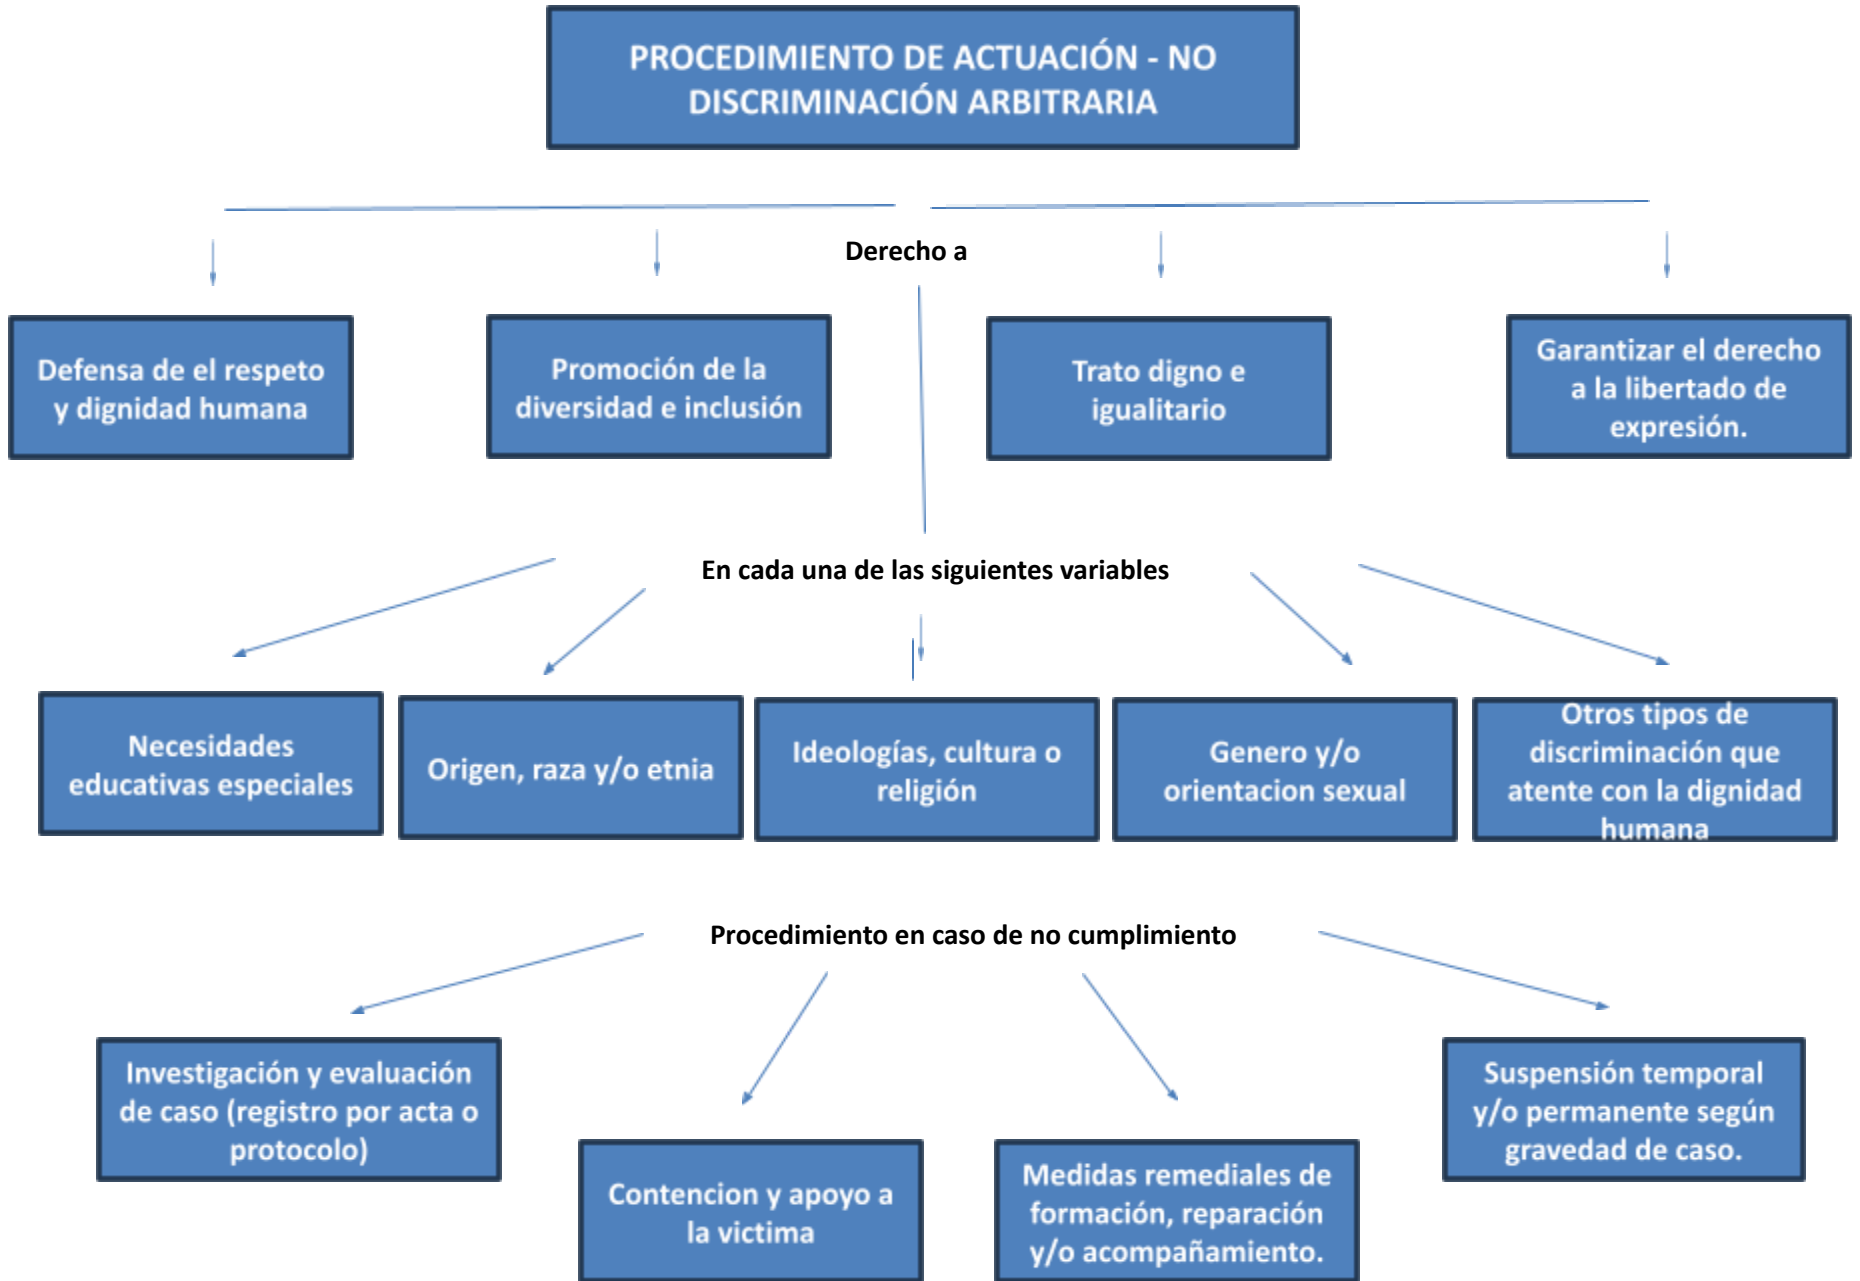 PROCEDIMIENTO DE ACTUACIÓN - NO
DISCRIMINACIÓN ARBITRARIA
Derecho a
Defensa de el respeto
y dignidad humana
Promoción de la
diversidad e inclusión
Trato digno e
igualitario
Garantizar el derecho
a la libertado de
expresión.
En cada una de las siguientes variables
Necesidades
educativas especiales
Origen, raza y/o etnia
Ideologías, cultura o
religión
Genero y/o
orientacion sexual
Otros tipos de
discriminación que
atente con la dignidad
humana
Procedimiento en caso de no cumplimiento
Investigación y evaluación
de caso (registro por acta o
protocolo)
Contencion y apoyo a
la victima
Medidas remediales de
formación, reparación
y/o acompañamiento.
Suspensión temporal
y/o permanente según
gravedad de caso.